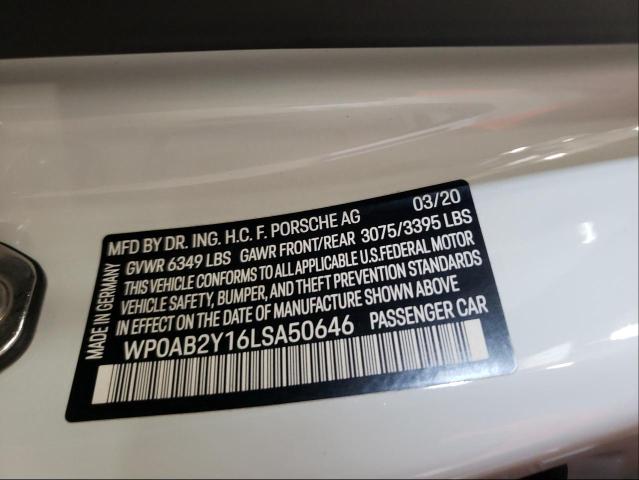 MFD BY DR. ING. H.C. F. PORSCHE AG 03/20
GVWR 6349 LBS GAWR FRONT/REAR 3075/3395 LBS
THIS VEHICLE CONFORMS TO ALL APPLICABLE U.S.FEDERAL MOTOR
VEHICLE SAFETY, BUMPER, AND THEFT PREVENTION STANDARDS
IN EFFECT ON THE DATE OF MANUFACTURE SHOWN ABOVE
WP0AB2Y16LSA50646 PASSENGER CAR
MADE IN GERMANY